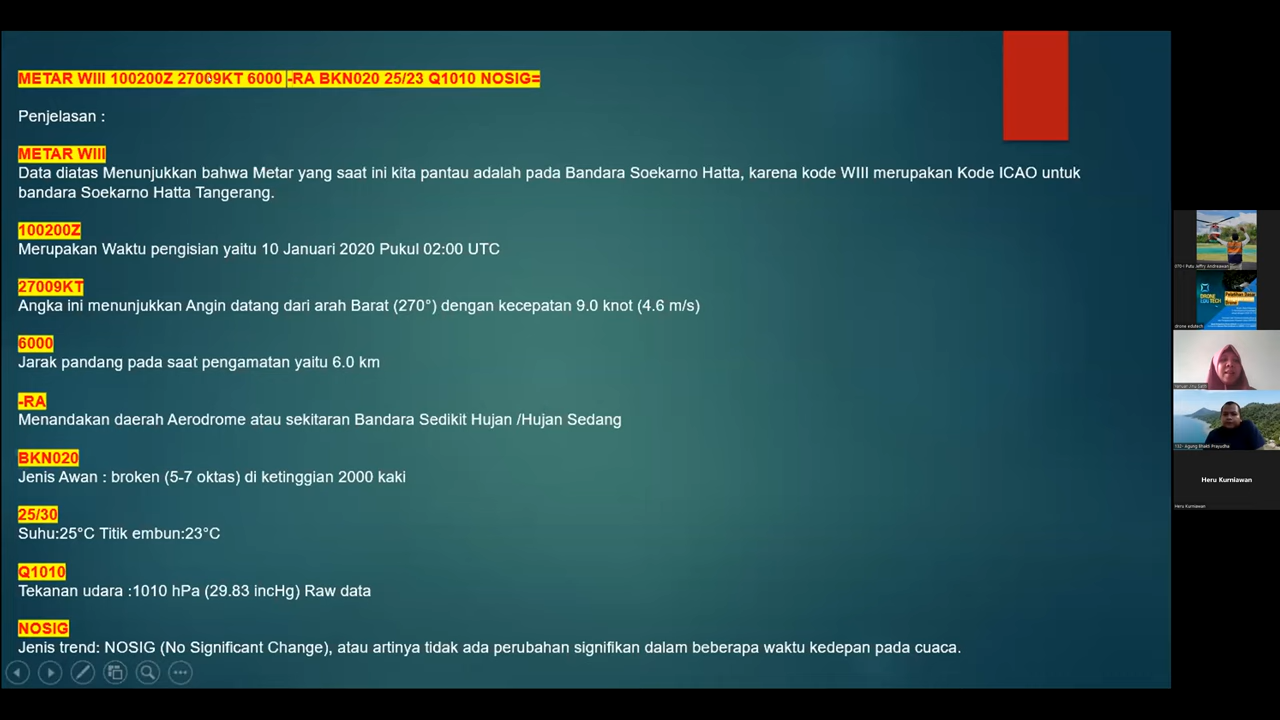 METAR WIII 100200Z 27009KT 6000 -RA BKN020 25/23 Q1010 NOSIG=
Penjelasan :
METAR WIII
Data diatas Menunjukkan bahwa Metar yang saat ini kita pantau adalah pada Bandara Soekarno Hatta, karena kode WIII merupakan Kode ICAO untuk
bandara Soekarno Hatta Tangerang.
100200Z
Merupakan Waktu pengisian yaitu 10 Januari 2020 Pukul 02:00 UTC
27009KT
Angka ini menunjukkan Angin datang dari arah Barat (270°) dengan kecepatan 9.0 knot (4.6 m/s)
6000
Jarak pandang pada saat pengamatan yaitu 6.0 km
-RA
Menandakan daerah Aerodrome atau sekitaran Bandara Sedikit Hujan /Hujan Sedang
BKN020
Jenis Awan : broken (5-7 oktas) di ketinggian 2000 kaki
25/30
Suhu:25°C Titik embun:23°C
Q1010
Tekanan udara :1010 hPa (29.83 incHg) Raw data
NOSIG
Jenis trend: NOSIG (No Significant Change), atau artinya tidak ada perubahan signifikan dalam beberapa waktu kedepan pada cuaca.
DRONE
EDUTECH
drone edutech
Heru Kurniawan
Heru Kurniawan